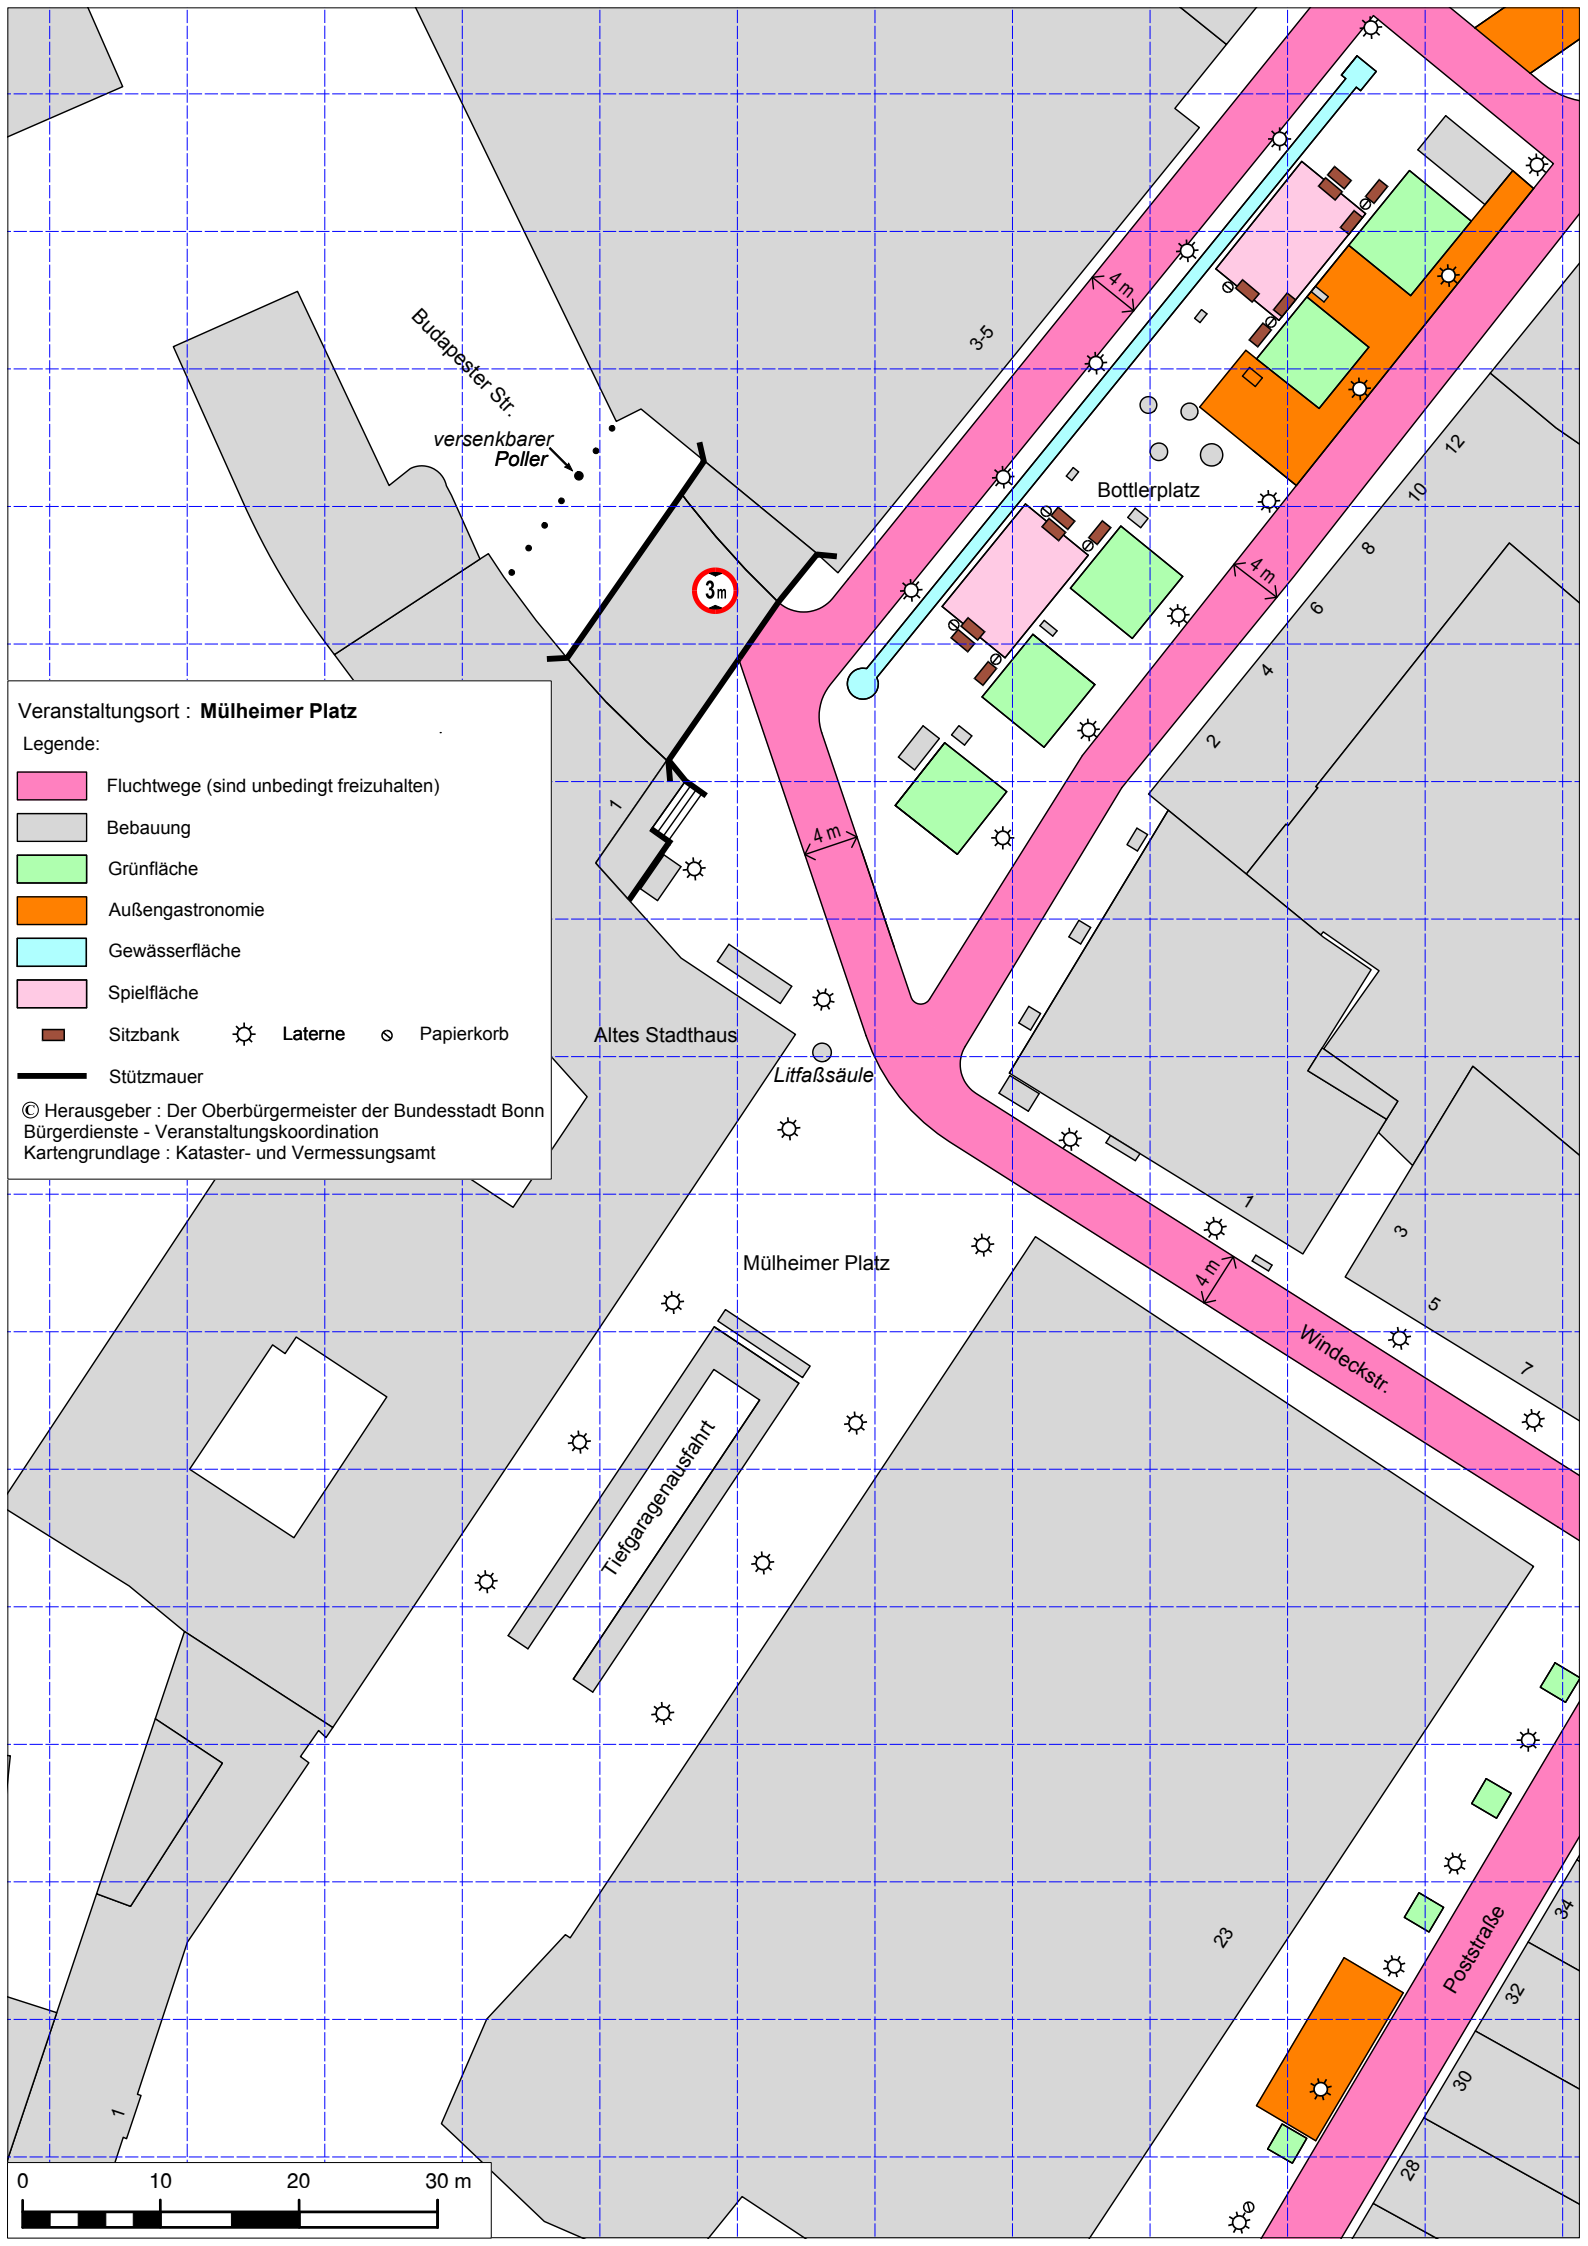 Budapester Str.
versenkbarer
Poller
3-5
4 m
3m
Bottlerplatz
12
10
8
6
4
2
4 m
4 m
1
Veranstaltungsort : Mülheimer Platz
Legende:
Fluchtwege (sind unbedingt freizuhalten)
Bebauung
Grünfläche
Außengastronomie
Gewässerfläche
Spielfläche
Sitzbank Laterne Papierkorb
Stützmauer
© Herausgeber : Der Oberbürgermeister der Bundesstadt Bonn
Bürgerdienste - Veranstaltungskoordination
Kartengrundlage : Kataster- und Vermessungsamt
Altes Stadthaus
Litfaßsäule
Mülheimer Platz
1
3
5
7
4 m
Windeckstr.
Tiefgaragenausfahrt
23
Poststraße
34
32
30
28
1
0 10 20 30 m